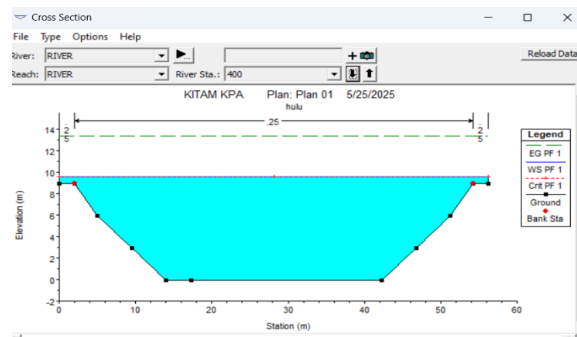 Cross Section
File Type Options Help
River: RIVER
Reload Data
Reach: RIVER River Sta.: 400
KITAM KPA Plan: Plan 01 5/25/2025
hulu
.25 .25 .25
Legend
EG PF 1
WS PF 1
Crit PF 1
Ground
Bank Sta
Elevation (m)
14
12
10
8
6
4
2
0
-2
0 10 20 30 40 50 60
Station (m)